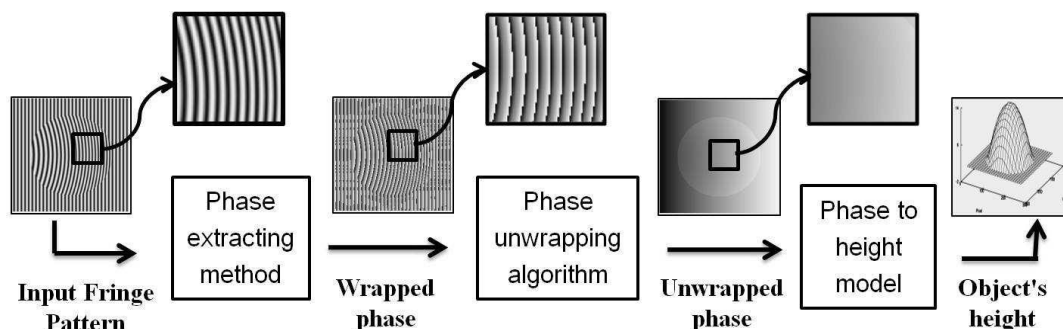 Phase
extracting
method
Phase
unwrapping
algorithm
Phase to
height
model
Input Fringe
Pattern
Wrapped
phase
Unwrapped
phase
Object's
height